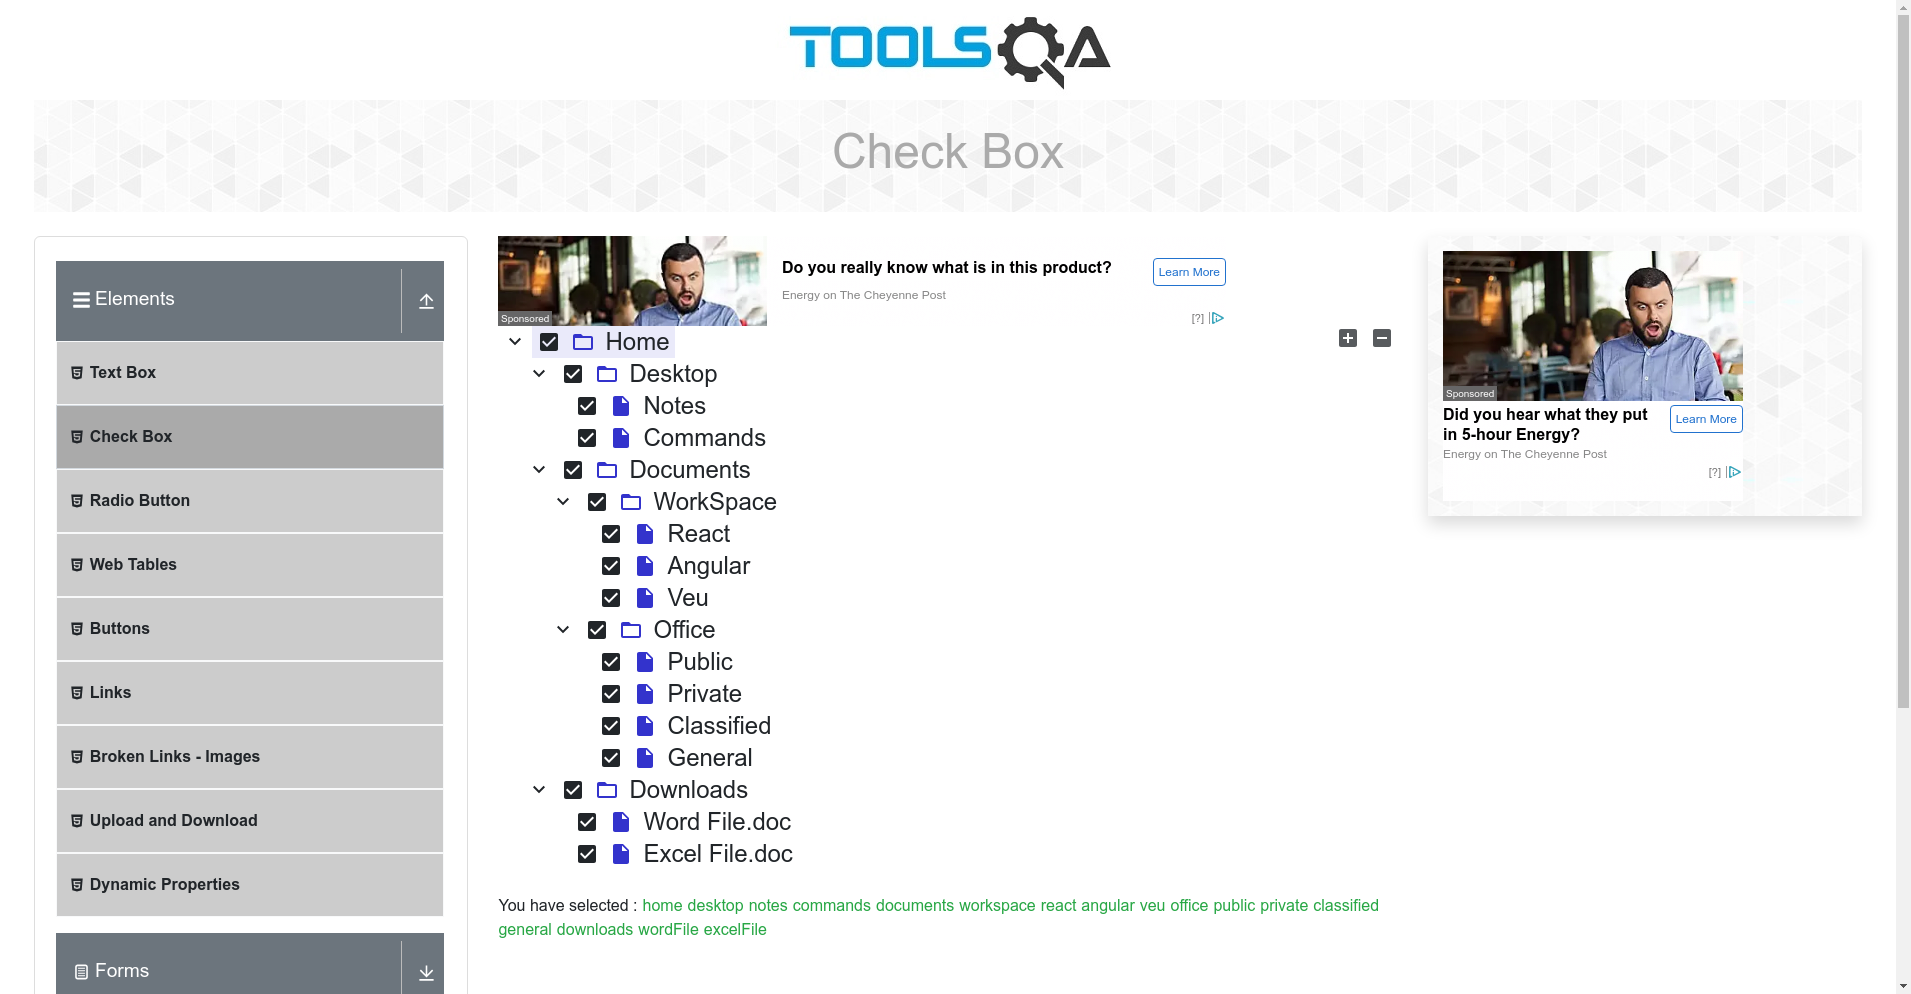 TOOLSQA
Check Box
Elements
Text Box
Check Box
Radio Button
Web Tables
Buttons
Links
Broken Links - Images
Upload and Download
Dynamic Properties
Forms
Sponsored
Do you really know what is in this product?
Energy on The Cheyenne Post
Learn More
[?]
Home
Desktop
Notes
Commands
Documents
WorkSpace
React
Angular
Veu
Office
Public
Private
Classified
General
Downloads
Word File.doc
Excel File.doc
You have selected : home desktop notes commands documents workspace react angular veu office public private classified
general downloads wordFile excelFile
Sponsored
Did you hear what they put
in 5-hour Energy?
Learn More
Energy on The Cheyenne Post
[?]